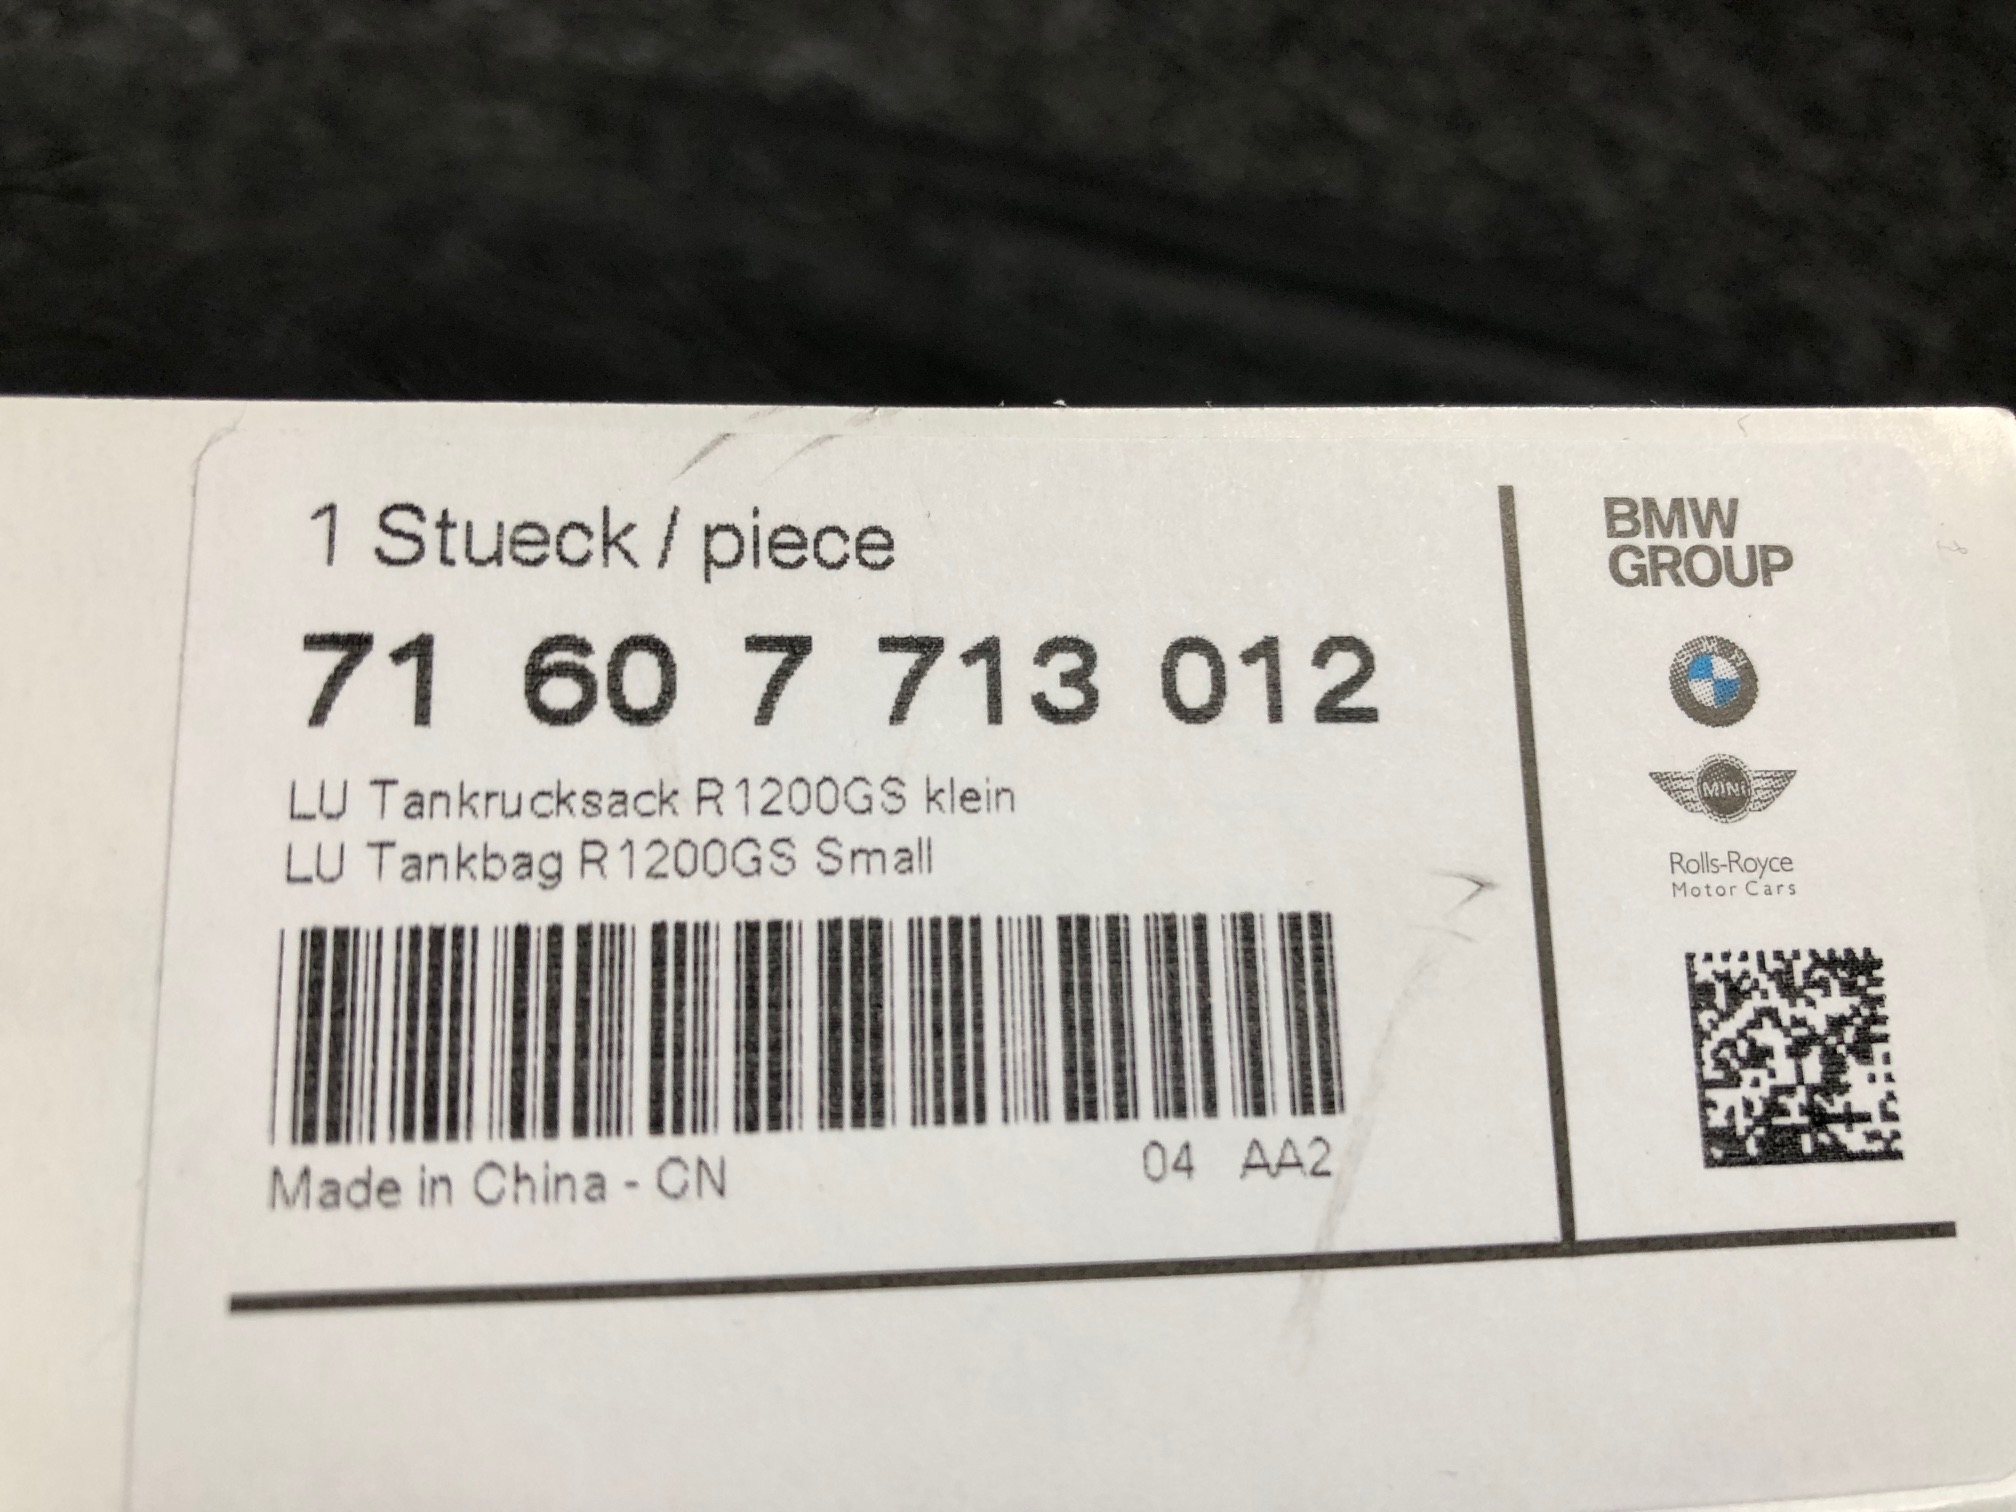 1 Stueck / piece
71 60 7 713 012
LU Tankrucksack R1200GS klein
LU Tankbag R1200GS Small
Made in China - CN
04 AA2
BMW
GROUP
MINI
Rolls-Royce
Motor Cars